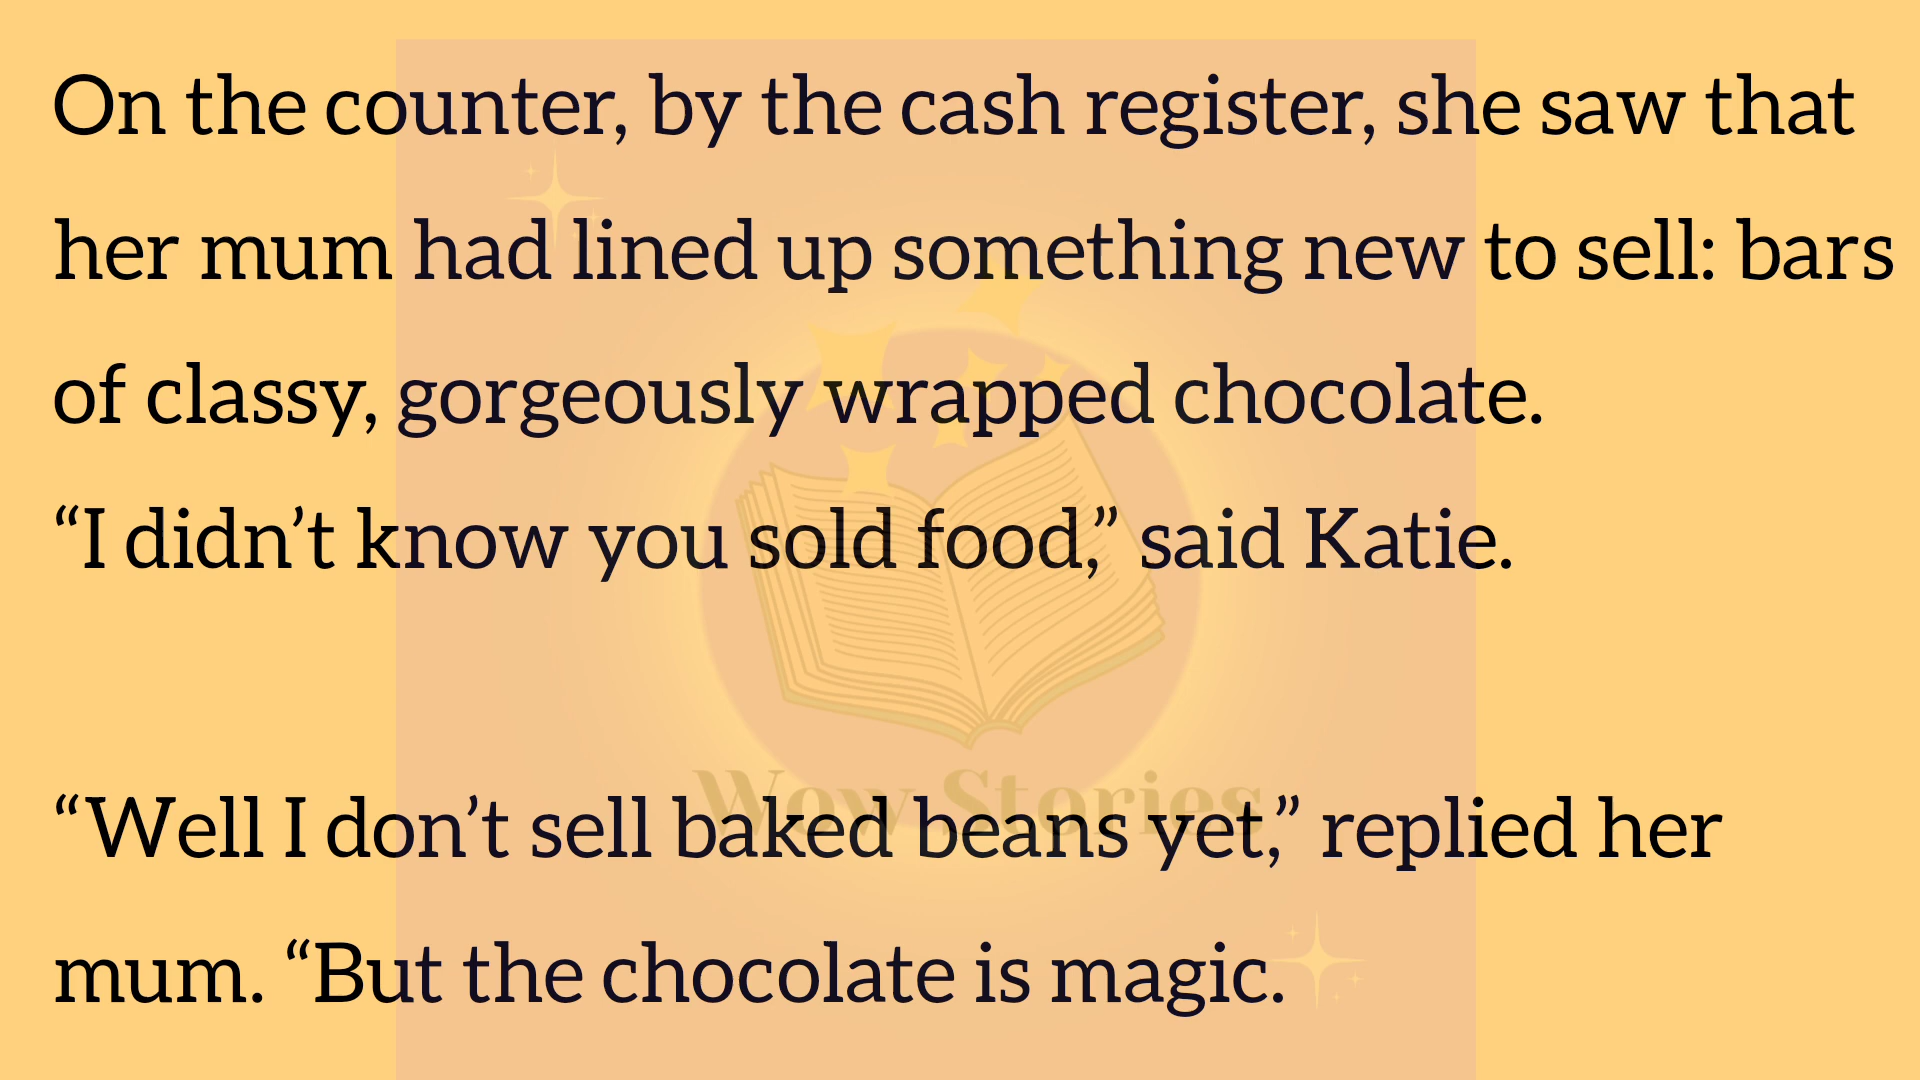 On the counter, by the cash register, she saw that
her mum had lined up something new to sell: bars
of classy, gorgeously wrapped chocolate.
“I didn’t know you sold food,” said Katie.
“Well I don’t sell baked beans yet,” replied her
mum. “But the chocolate is magic.
Wow Stories